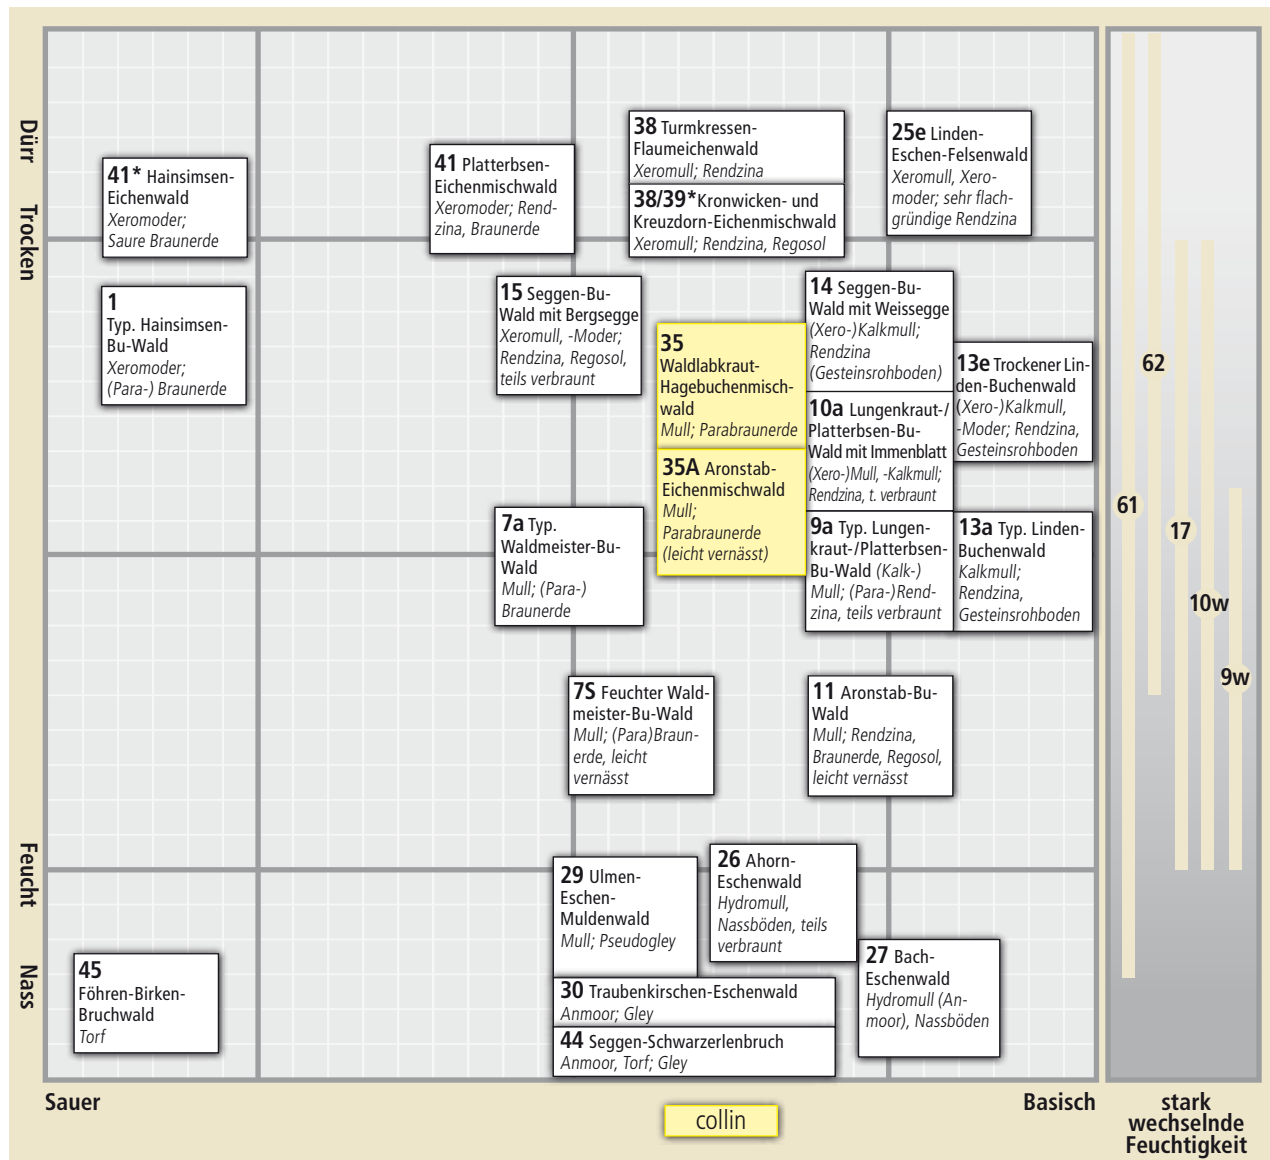 Dürr
Trocken
Feucht
Nass
41* Hainsimsen-
Eichenwald
Xeromoder;
Saure Braunerde
41 Platterbsen-
Eichenmischwald
Xeromoder; Rend-
zina, Braunerde
38 Turmkressen-
Flaumeichenwald
Xeromull; Rendzina
38/39*Kronwicken- und
Kreuzdorn-Eichenmischwald
Xeromull; Rendzina, Regosol
25e Linden-
Eschen-Felsenwald
Xeromull, Xero-
moder; sehr flach-
gründige Rendzina
1
Typ. Hainsimsen-
Bu-Wald
Xeromoder;
(Para-) Braunerde
15 Seggen-Bu-
Wald mit Bergsegge
Xeromull, -Moder;
Rendzina, Regosol,
teils verbraunt
35
Waldlabkraut-
Hagebuchenmisch-
wald
Mull; Parabraunerde
35A Aronstab-
Eichenmischwald
Mull;
Parabraunerde
(leicht vernässt)
14 Seggen-Bu-
Wald mit Weissegge
(Xero-)Kalkmull;
Rendzina
(Gesteinsrohboden)
10a Lungenkraut-/
Platterbsen-Bu-
Wald mit Immenblatt
(Xero-)Mull, -Kalkmull;
Rendzina, t. verbraunt
9a Typ. Lungen-
kraut-/Platterbsen-
Bu-Wald (Kalk-)
Mull; (Para-)Rend-
zina, teils verbraunt
13e Trockener Lin-
den-Buchenwald
(Xero-)Kalkmull,
-Moder; Rendzina,
Gesteinsrohboden
13a Typ. Linden-
Buchenwald
Kalkmull;
Rendzina,
Gesteinsrohboden
7a Typ.
Waldmeister-Bu-
Wald
Mull; (Para-)
Braunerde
7S Feuchter Wald-
meister-Bu-Wald
Mull; (Para)Braun-
erde, leicht
vernässt
11 Aronstab-Bu-
Wald
Mull; Rendzina,
Braunerde, Regosol,
leicht vernässt
29 Ulmen-
Eschen-
Muldenwald
Mull; Pseudogley
26 Ahorn-
Eschenwald
Hydromull,
Nassböden, teils
verbraunt
27 Bach-
Eschenwald
Hydromull (An-
moor), Nassböden
45
Föhren-Birken-
Bruchwald
Torf
30 Traubenkirschen-Eschenwald
Anmoor; Gley
44 Seggen-Schwarzerlenbruch
Anmoor, Torf; Gley
62
61
17
10w
9w
Sauer
Basisch
collin
stark
wechselnde
Feuchtigkeit